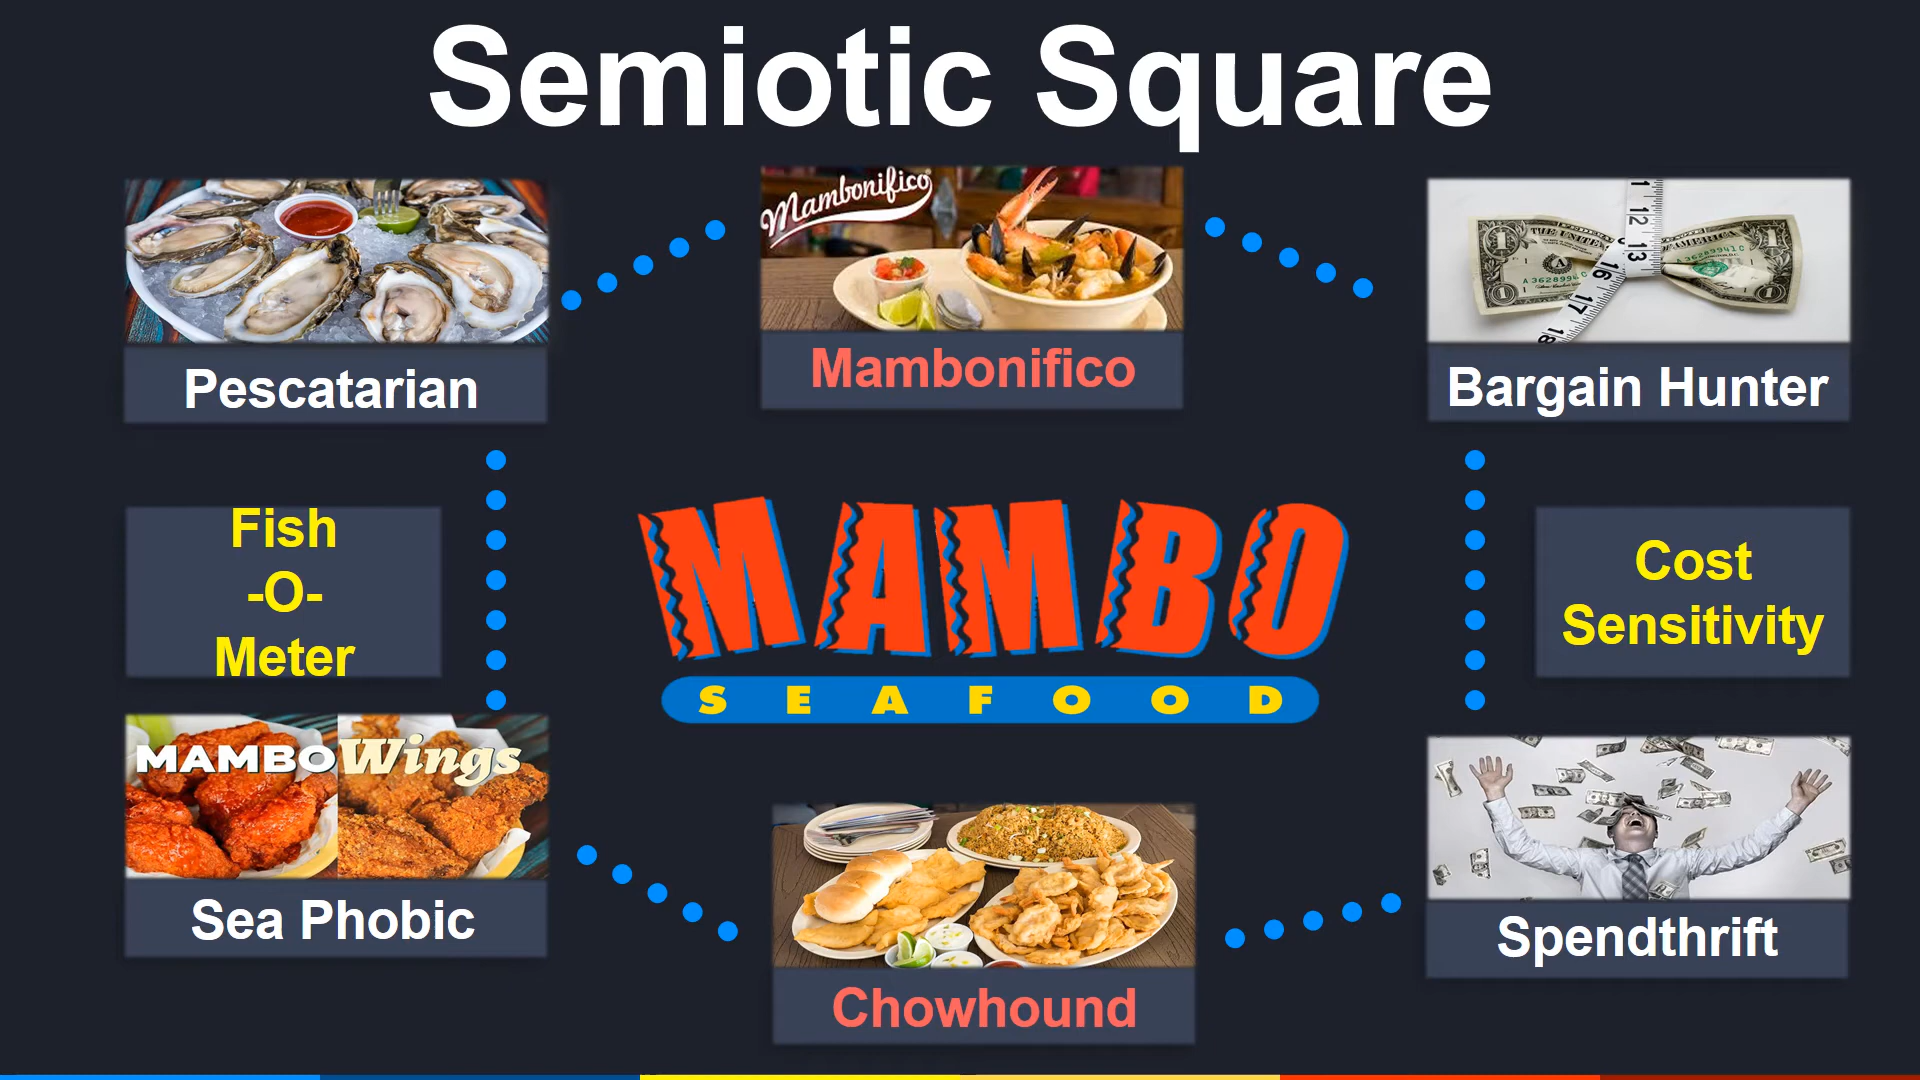 Semiotic Square
Mambonifico
Pescatarian
Mambonifico
Bargain Hunter
Fish
-O-
Meter
MAMBO
SEAFOOD
Cost
Sensitivity
MAMBO Wings
Sea Phobic
Chowhound
Spendthrift